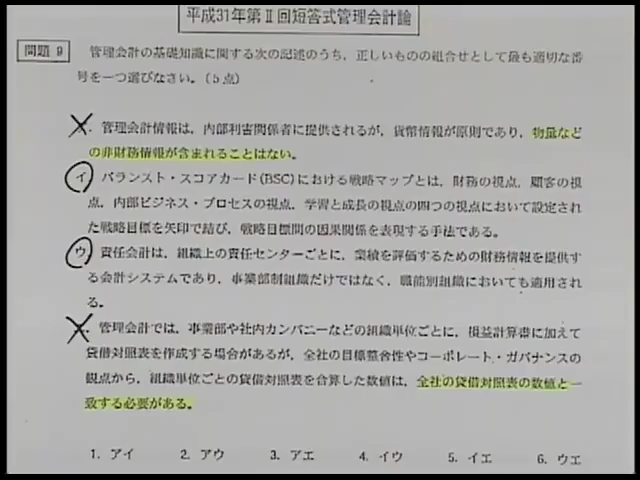 平成31年第Ⅱ回短答式管理会計論
問題 9 管理会計の基礎知識に関する次の記述のうち，正しいものの組合せとして最も適切な番
号を一つ選びなさい。（5点）
管理会計情報は，内部利害関係者に提供されるが，貨幣情報が原則であり，物量など
の非財務情報が含まれることはない。
イ バランスト・スコアカード(BSC)における戦略マップとは，財務の視点，顧客の視
点，内部ビジネス・プロセスの視点，学習と成長の視点の四つの視点において設定され
た戦略目標を矢印で結び，戦略目標間の因果関係を表現する手法である。
ウ 責任会計は，組織上の責任センターごとに，業績を評価するための財務情報を提供す
る会計システムであり，事業部制組織だけではなく，職能別組織においても適用され
る。
管理会計では，事業部や社内カンパニーなどの組織単位ごとに，損益計算書に加えて
貸借対照表を作成する場合があるが，全社の目標整合性やコーポレート・ガバナンスの
観点から，組織単位ごとの貸借対照表を合算した数値は，全社の貸借対照表の数値と一
致する必要がある。
1. アイ 2. アウ 3. アエ 4. イウ 5. イエ 6. ウエ